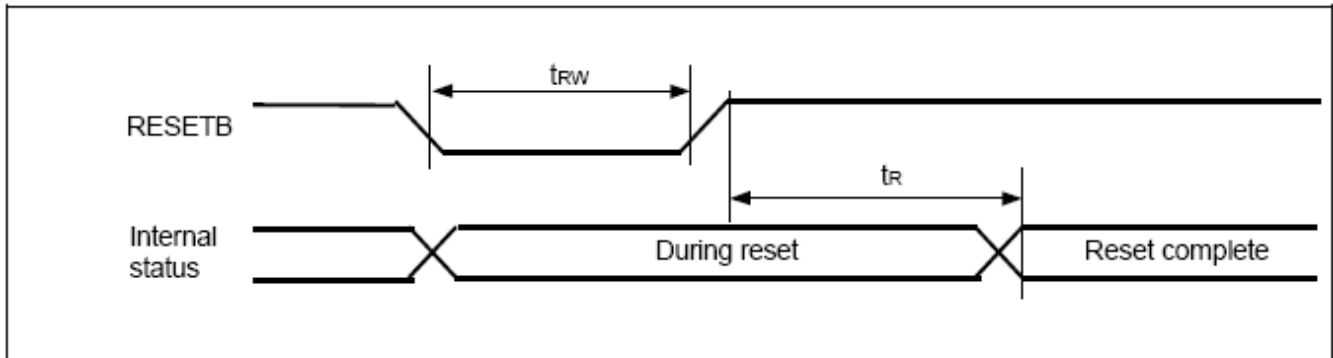 tRW
RESETB
tR
Internal
status
During reset
Reset complete